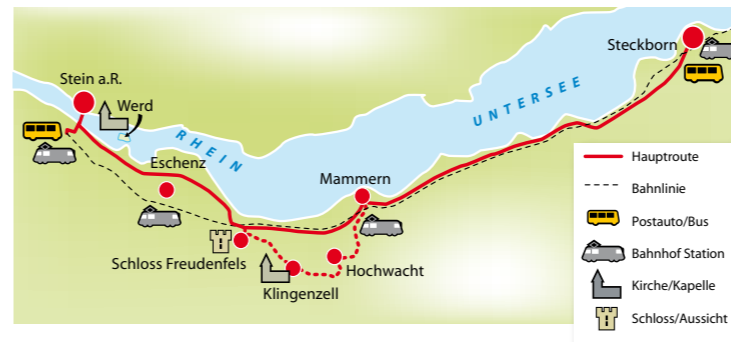 Steckborn
Stein a.R.
Werd
RHEIN
UNTERSEE
Eschenz
Mammern
Schloss Freudenfels
Hochwacht
Klingenzell
Hauptroute
Bahnlinie
Postauto/Bus
Bahnhof Station
Kirche/Kapelle
Schloss/Aussicht